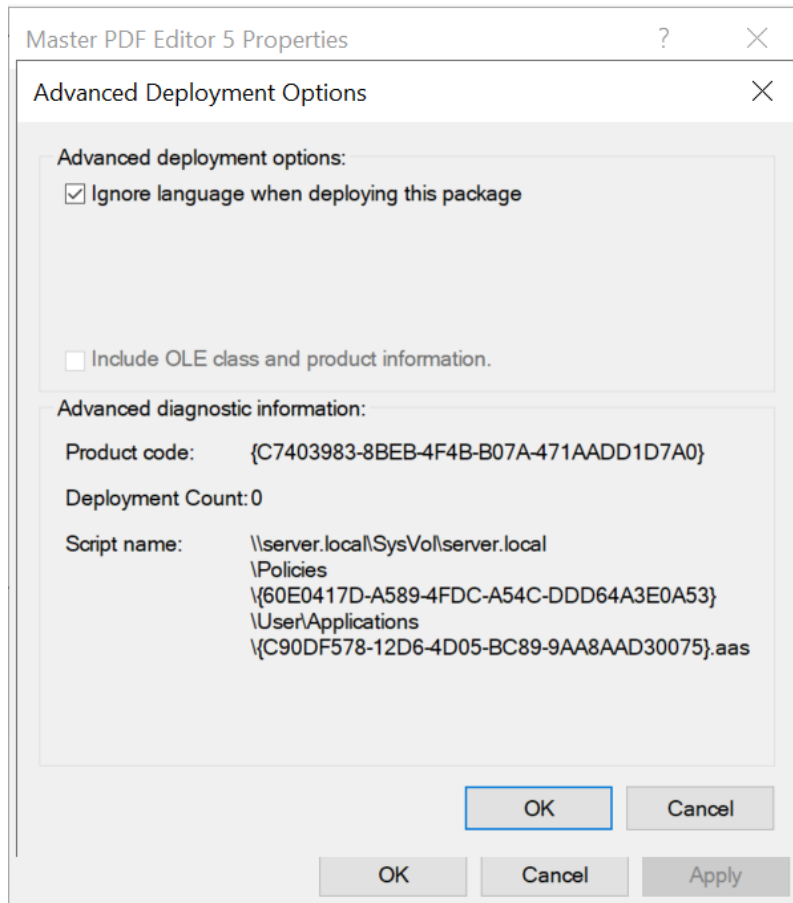 Master PDF Editor 5 Properties
Advanced Deployment Options
Advanced deployment options:
Ignore language when deploying this package
Include OLE class and product information.
Advanced diagnostic information:
Product code: {C7403983-8BEB-4F4B-B07A-471AADD1D7A0}
Deployment Count: 0
Script name: \\server.local\SysVol\server.local
\Policies
\{60E0417D-A589-4FDC-A54C-DDD64A3E0A53}
\User\Applications
\{C90DF578-12D6-4D05-BC89-9AA8AAD30075}.aas
OK Cancel
OK Cancel Apply